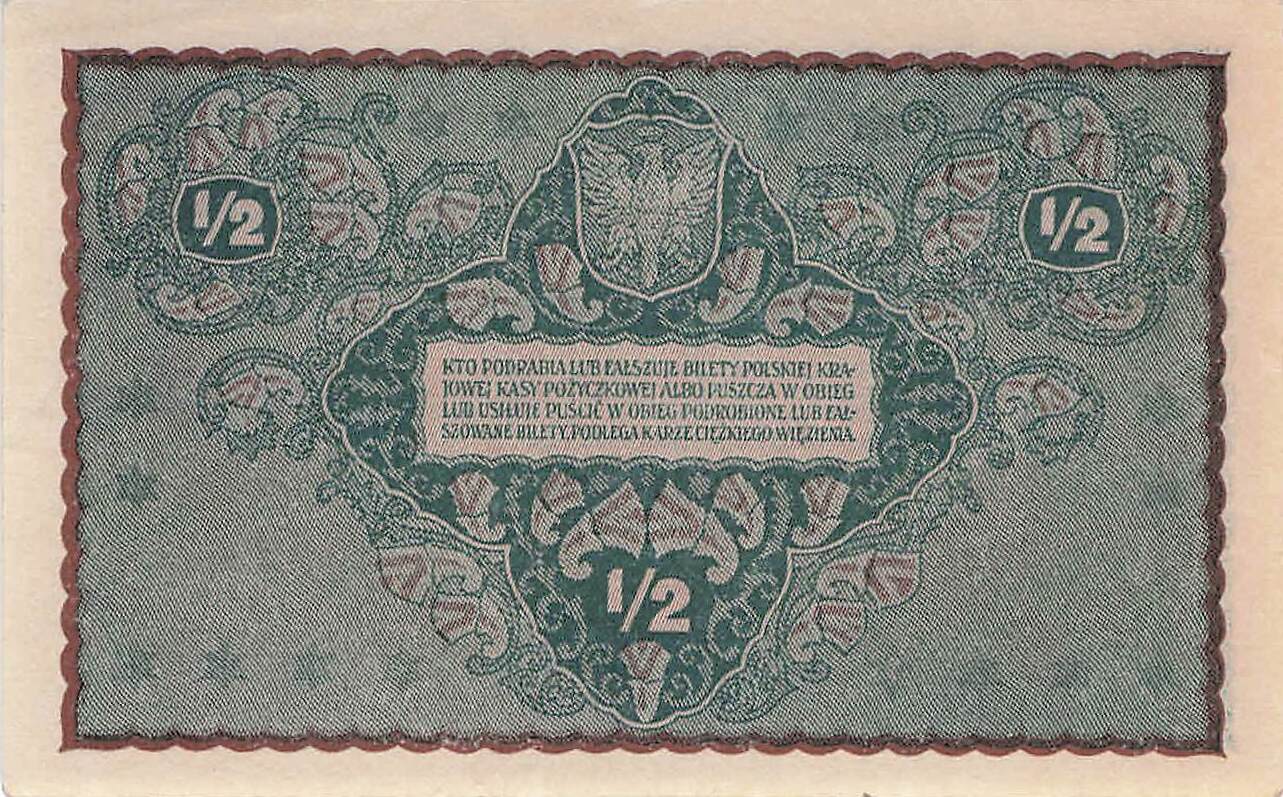 1/2
1/2
KTO PODRABIA LUB FAŁSZUJE BILETY POLSKIEJ KRA-
JOWEJ KASY POŻYCZKOWEJ ALBO PUSZCZA W OBIEG
LUB USIŁUJE PUŚCIĆ W OBIEG PODROBIONE LUB FAŁ-
SZOWANE BILETY, PODLEGA KARZE CIĘŻKIEGO WIĘZIENIA.
1/2